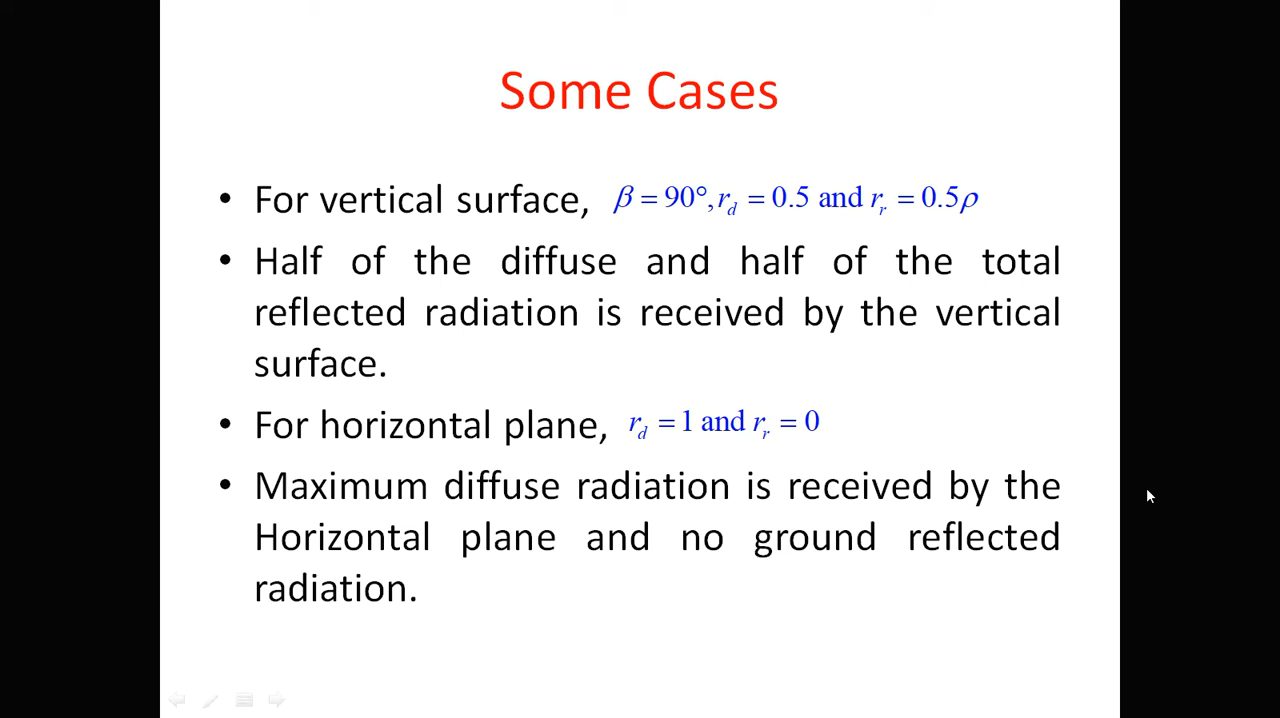 Some Cases
• For vertical surface, β = 90°, r_d = 0.5 and r_r = 0.5ρ
• Half of the diffuse and half of the total
reflected radiation is received by the vertical
surface.
• For horizontal plane, r_d = 1 and r_r = 0
• Maximum diffuse radiation is received by the
Horizontal plane and no ground reflected
radiation.